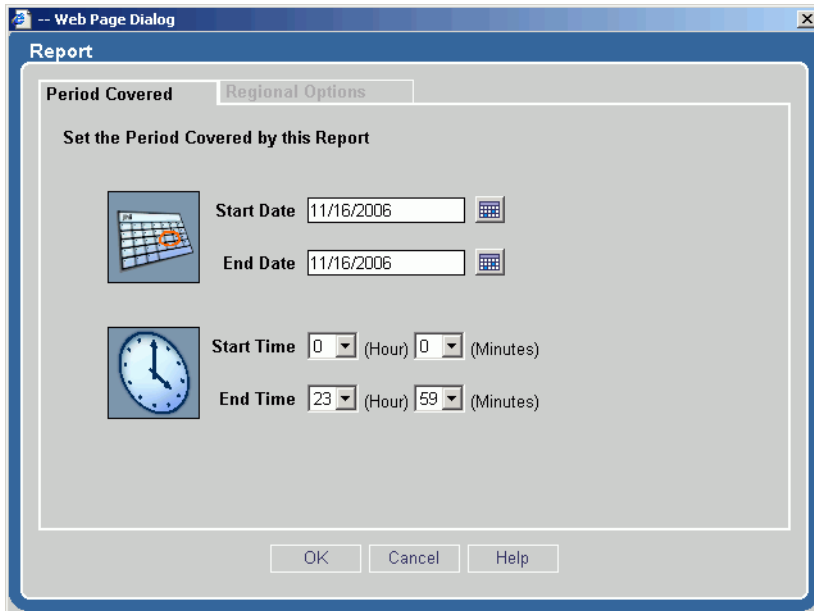 -- Web Page Dialog
Report
Period Covered
Regional Options
Set the Period Covered by this Report
Start Date 11/16/2006
End Date 11/16/2006
Start Time 0 (Hour) 0 (Minutes)
End Time 23 (Hour) 59 (Minutes)
OK Cancel Help